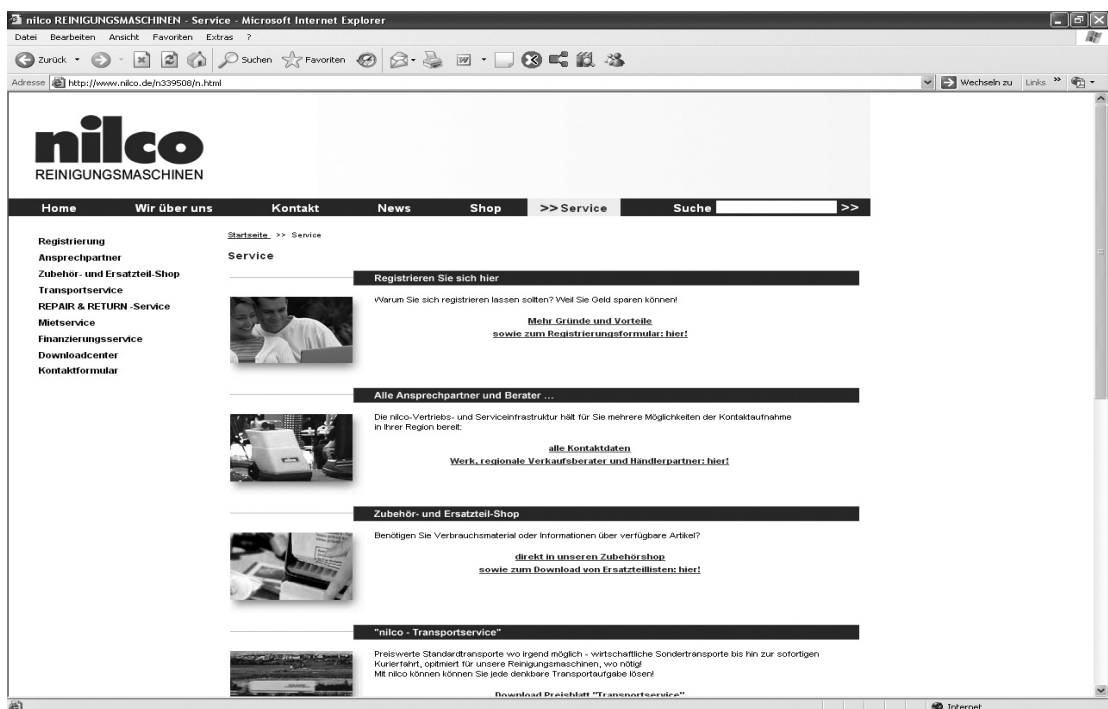 nilco REINIGUNGSMASCHINEN - Service - Microsoft Internet Explorer
Datei Bearbeiten Ansicht Favoriten Extras ?
Zurück Suchen Favoriten
Adresse http://www.nilco.de/n339508/n.html Wechseln zu Links »
nilco
REINIGUNGSMASCHINEN
Home Wir über uns Kontakt News Shop >> Service Suche >>
Startseite >> Service
Service
Registrierung
Ansprechpartner
Zubehör- und Ersatzteil-Shop
Transportservice
REPAIR & RETURN -Service
Mietservice
Finanzierungsservice
Downloadcenter
Kontaktformular
Registrieren Sie sich hier
Warum Sie sich registrieren lassen sollten? Weil Sie Geld sparen können!
Mehr Gründe und Vorteile
sowie zum Registrierungsformular: hier!
Alle Ansprechpartner und Berater ...
Die nilco-Vertriebs- und Serviceinfrastruktur hält für Sie mehrere Möglichkeiten der Kontaktaufnahme
in Ihrer Region bereit:
alle Kontaktdaten
Werk, regionale Verkaufsberater und Händlerpartner: hier!
Zubehör- und Ersatzteil-Shop
Benötigen Sie Verbrauchsmaterial oder Informationen über verfügbare Artikel?
direkt in unseren Zubehörshop
sowie zum Download von Ersatzteillisten: hier!
"nilco - Transportservice"
Preiswerte Standardtransporte wo irgend möglich - wirtschaftliche Sondertransporte bis hin zur sofortigen
Kurierfahrt, opitmiert für unsere Reinigungsmaschinen, wo nötig!
Mit nilco können können Sie jede denkbare Transportaufgabe lösen!
Download Preisblatt "Transportservice"
Internet